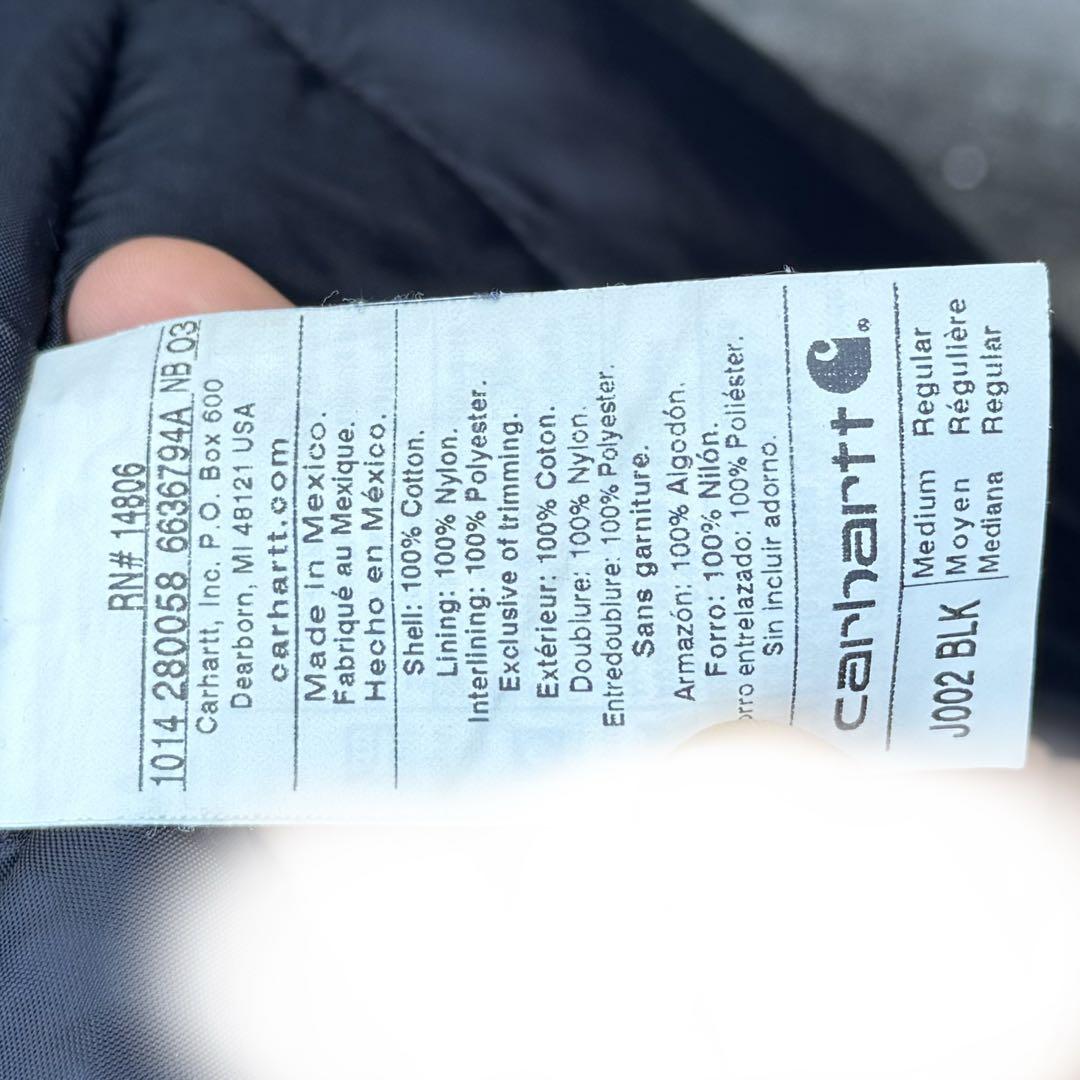 RN# 14806
1014 280058 6636794A NB 03
Carhartt, Inc. P.O. Box 600
Dearborn, MI 48121 USA
carhartt.com
Made in Mexico.
Fabriqué au Mexique.
Hecho en México.
Shell: 100% Cotton.
Lining: 100% Nylon.
Interlining: 100% Polyester.
Exclusive of trimming.
Extérieur: 100% Coton.
Doublure: 100% Nylon.
Entredoublure: 100% Polyester.
Sans garniture.
Armazón: 100% Algodón.
Forro: 100% Nilón.
orro entrelazado: 100% Poliéster.
Sin incluir adorno.
carhartt ®
J002 BLK
Medium Regular
Moyen Régulière
Mediana Regular